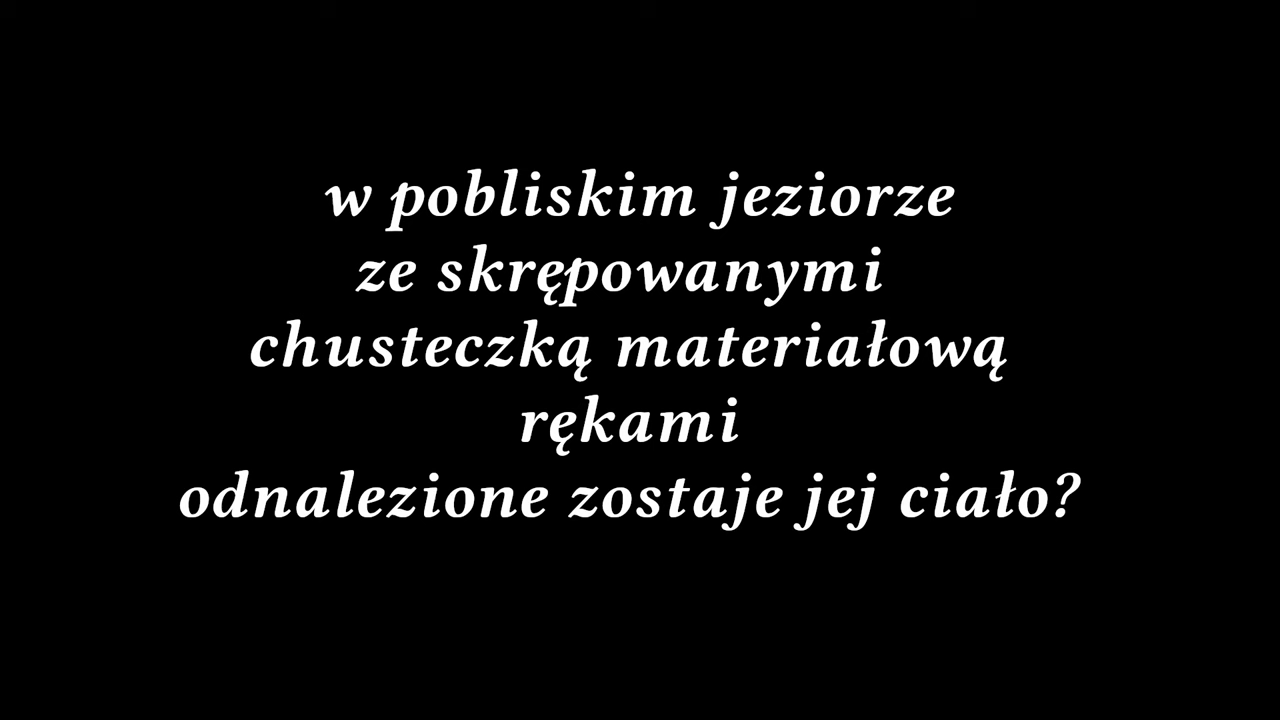 w pobliskim jeziorze
ze skrępowanymi
chusteczką materiałową
rękami
odnalezione zostaje jej ciało?